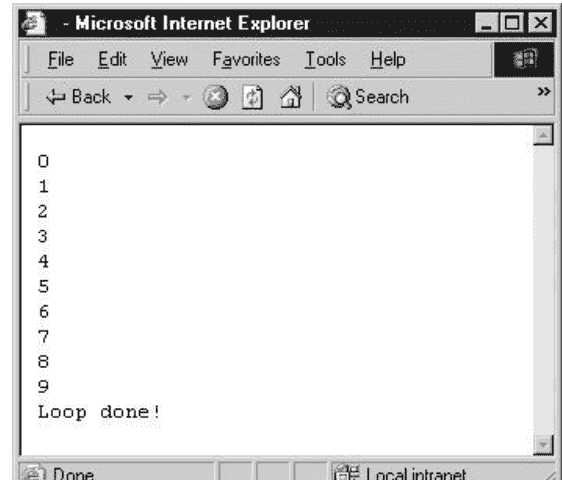 - Microsoft Internet Explorer
File Edit View Favorites Tools Help
Back Search »
0
1
2
3
4
5
6
7
8
9
Loop done!
Done Local intranet